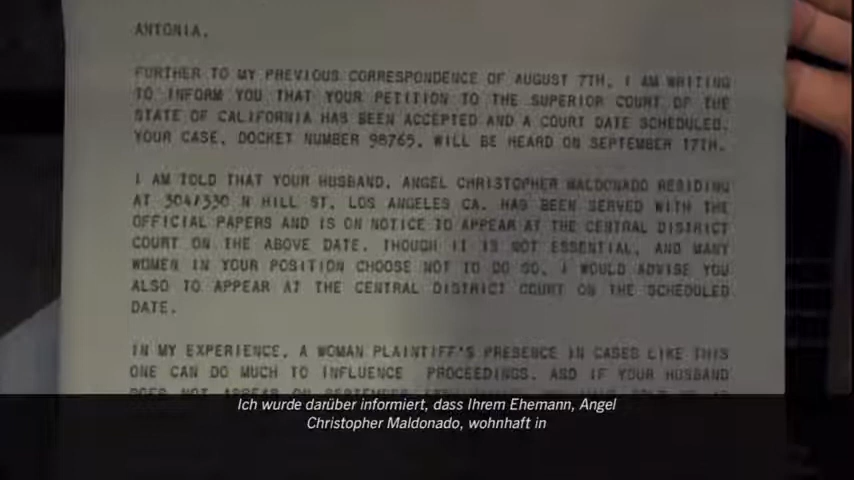 ANTONIA,
FURTHER TO MY PREVIOUS CORRESPONDENCE OF AUGUST 7TH, I AM WRITING
TO INFORM YOU THAT YOUR PETITION TO THE SUPERIOR COURT OF THE
STATE OF CALIFORNIA HAS BEEN ACCEPTED AND A COURT DATE SCHEDULED.
YOUR CASE, DOCKET NUMBER 98765, WILL BE HEARD ON SEPTEMBER 17TH.
I AM TOLD THAT YOUR HUSBAND, ANGEL CHRISTOPHER MALDONADO RESIDING
AT 304/330 N HILL ST, LOS ANGELES CA. HAS BEEN SERVED WITH THE
OFFICIAL PAPERS AND IS ON NOTICE TO APPEAR AT THE CENTRAL DISTRICT
COURT ON THE ABOVE DATE. THOUGH IT IS NOT ESSENTIAL, AND MANY
WOMEN IN YOUR POSITION CHOOSE NOT TO DO SO, I WOULD ADVISE YOU
ALSO TO APPEAR AT THE CENTRAL DISTRICT COURT ON THE SCHEDULED
DATE.
IN MY EXPERIENCE, A WOMAN PLAINTIFF'S PRESENCE IN CASES LIKE THIS
ONE CAN DO MUCH TO INFLUENCE PROCEEDINGS. AND IF YOUR HUSBAND
DOES NOT APPEAR ON SEPTEMBER
Ich wurde darüber informiert, dass Ihrem Ehemann, Angel
Christopher Maldonado, wohnhaft in